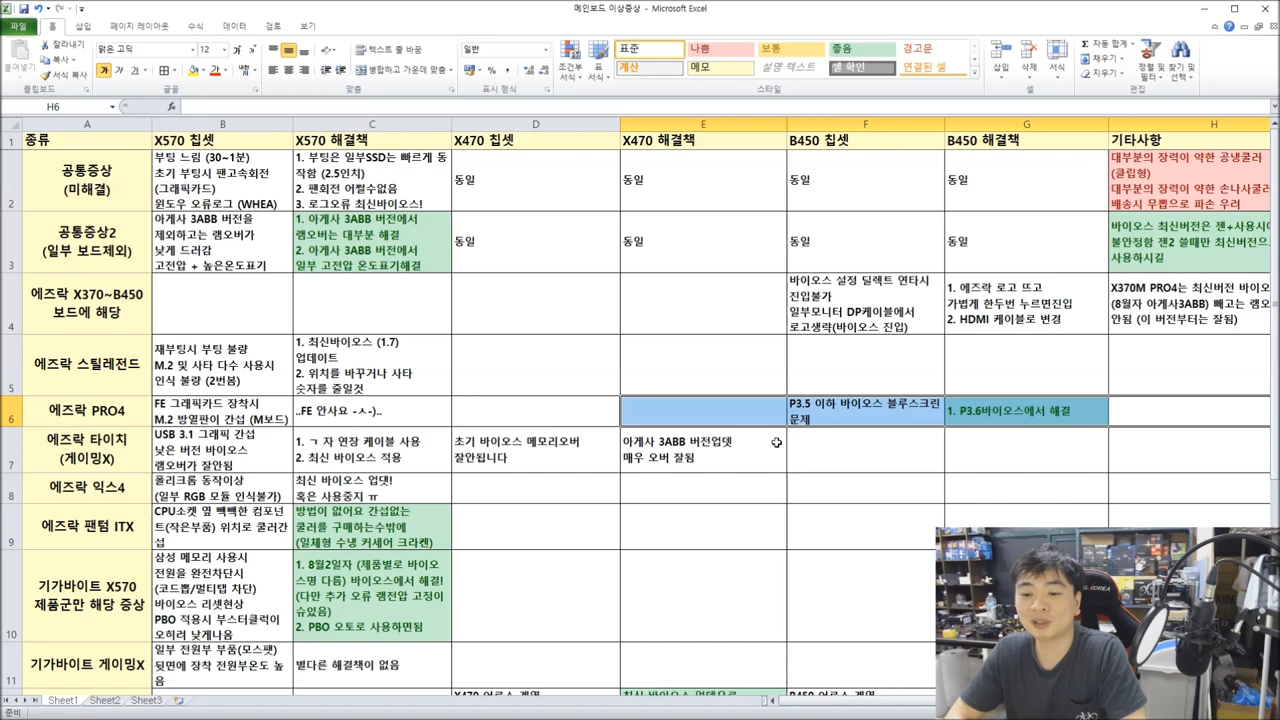 메인보드 이상증상 - Microsoft Excel
파일 홈 삽입 페이지 레이아웃 수식 데이터 검토 보기
잘라내기
복사
서식 복사
붙여넣기
클립보드
맑은 고딕 12
글꼴
텍스트 줄 바꿈
병합하고 가운데 맞춤
맞춤
일반
표시 형식
조건부 서식
표 서식
표준 나쁨 보통 좋음 경고문
계산 메모 설명 텍스트 셀 확인 연결된 셀
스타일
삽입 삭제 서식
셀
자동 합계
채우기
지우기
정렬 및 필터
찾기 및 선택
편집
H6 fx
A B C D E F G H
1 종류 X570 칩셋 X570 해결책 X470 칩셋 X470 해결책 B450 칩셋 B450 해결책 기타사항
2
공통증상
(미해결)
부팅 느림 (30~1분)
초기 부팅시 팬고속회전
(그래픽카드)
윈도우 오류로그 (WHEA)
1. 부팅은 일부SSD는 빠르게 동
작함 (2.5인치)
2. 팬회전 어쩔수없음
3. 로그오류 최신바이오스!
동일 동일 동일 동일
대부분의 장력이 약한 공냉쿨러
(클립형)
대부분의 장력이 약한 손나사쿨러
배송시 무뽑으로 파손 우려
3
공통증상2
(일부 보드제외)
아게사 3ABB 버전을
제외하고는 램오버가
낮게 드러감
고전압 + 높은온도표기
1. 아게사 3ABB 버전에서
램오버는 대부분 해결
2. 아게사 3ABB 버전에서
일부 고전압 온도표기해결
동일 동일 동일 동일
바이오스 최신버전은 젠+사용시
불안정함 젠2 쓸때만 최신버전으
사용하시길
4
에즈락 X370~B450
보드에 해당
바이오스 설정 딜렉트 연타시
진입불가
일부모니터 DP케이블에서
로고생략(바이오스 진입)
1. 에즈락 로고 뜨고
가볍게 한두번 누르면진입
2. HDMI 케이블로 변경
X370M PRO4는 최신버전 바이오
(8월자 아게사3ABB) 빼고는 램오
안됨 (이 버전부터는 잘됨)
5
에즈락 스틸레전드
재부팅시 부팅 불량
M.2 및 사타 다수 사용시
인식 불량 (2번봄)
1. 최신바이오스 (1.7)
업데이트
2. 위치를 바꾸거나 사타
숫자를 줄일것
6
에즈락 PRO4
FE 그래픽카드 장착시
M.2 방열판이 간섭 (M보드)
..FE 안사요 -ㅅ-)..
P3.5 이하 바이오스 블루스크린
문제
1. P3.6바이오스에서 해결
7
에즈락 타이치
(게이밍X)
USB 3.1 그래픽 간섭
낮은 버전 바이오스
램오버가 잘안됨
1. ㄱ 자 연장 케이블 사용
2. 최신 바이오스 적용
초기 바이오스 메모리오버
잘안됩니다
아게사 3ABB 버전업뎃
매우 오버 잘됨
8
에즈락 익스4
폴리크롬 동작이상
(일부 RGB 모듈 인식불가)
최신 바이오스 업뎃!
혹은 사용중지 ㅠ
9
에즈락 팬텀 ITX
CPU소켓 옆 빽빽한 컴포넌
트(작은부품) 위치로 쿨러간
섭
방법이 없어요 간섭없는
쿨러를 구매하는수밖에
(일체형 수냉 커세어 크라켄)
10
기가바이트 X570
제품군만 해당 증상
삼성 메모리 사용시
전원을 완전차단시
(코드뽑/멀티탭 차단)
바이오스 리셋현상
PBO 적용시 부스터클럭이
오히려 낮게나옴
1. 8월2일자 (제품별로 바이오
스명 다름) 바이오스에서 해결!
(다만 추가 오류 램전압 고정이
슈있음)
2. PBO 오토로 사용하면됨
11
기가바이트 게이밍X
일부 전원부 부품(모스팻)
뒷면에 장착 전원부온도 높
음
별다른 해결책이 없음
Sheet1 Sheet2 Sheet3
준비